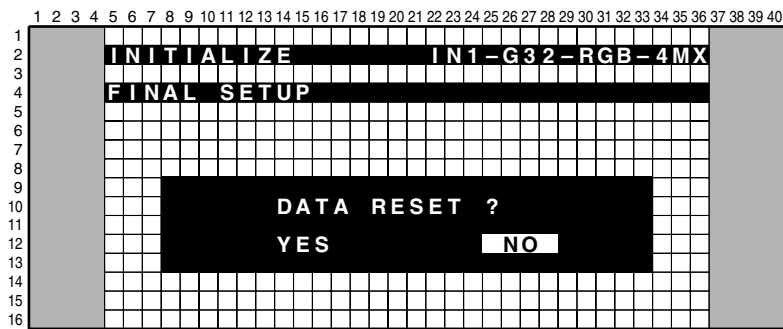 1 2 3 4 5 6 7 8 9 10 11 12 13 14 15 16 17 18 19 20 21 22 23 24 25 26 27 28 29 30 31 32 33 34 35 36 37 38 39 40
1
2 INITIALIZE IN1-G32-RGB-4MX
3
4 FINAL SETUP
5
6
7
8
9
10 DATA RESET ?
11
12 YES NO
13
14
15
16